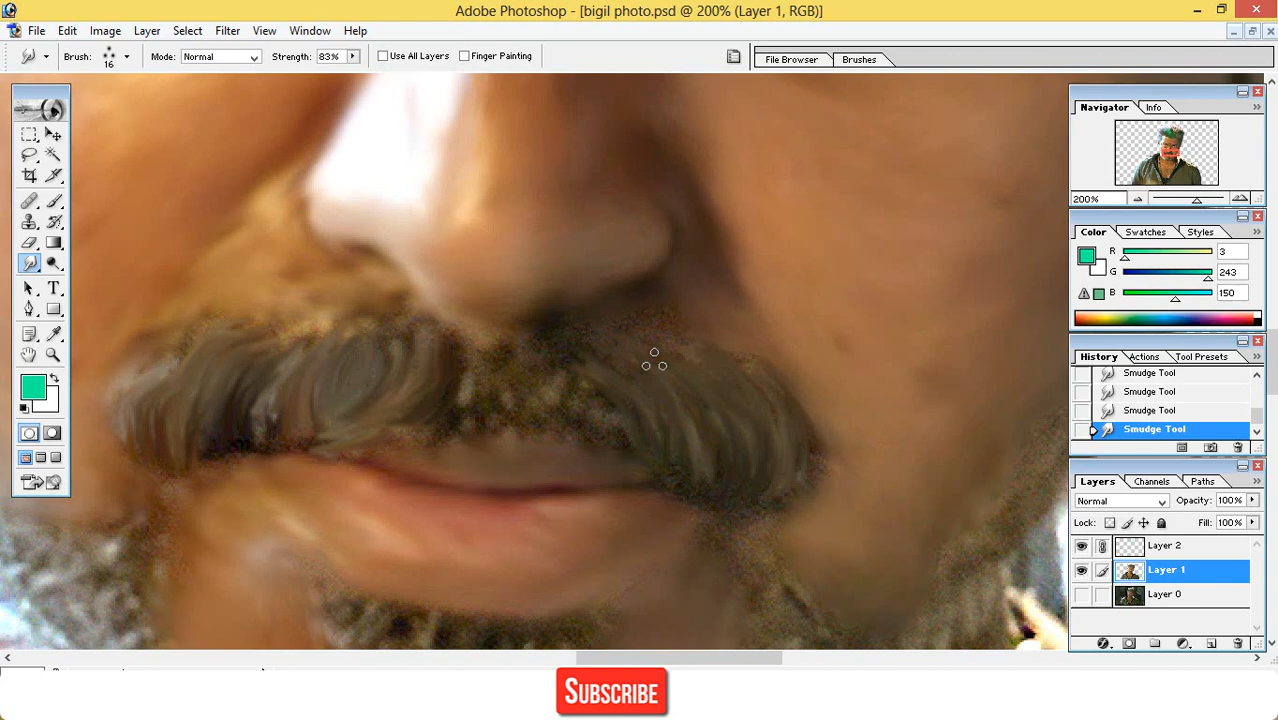 Adobe Photoshop - [bigil photo.psd @ 200% (Layer 1, RGB)]
File Edit Image Layer Select Filter View Window Help
Brush: 16 Mode: Normal Strength: 83% Use All Layers Finger Painting File Browser Brushes
Navigator Info
200%
Color Swatches Styles
R 3
G 243
B 150
History Actions Tool Presets
Smudge Tool
Smudge Tool
Smudge Tool
Smudge Tool
Layers Channels Paths
Normal Opacity: 100%
Lock: Fill: 100%
Layer 2
Layer 1
Layer 0
T
SUBSCRIBE